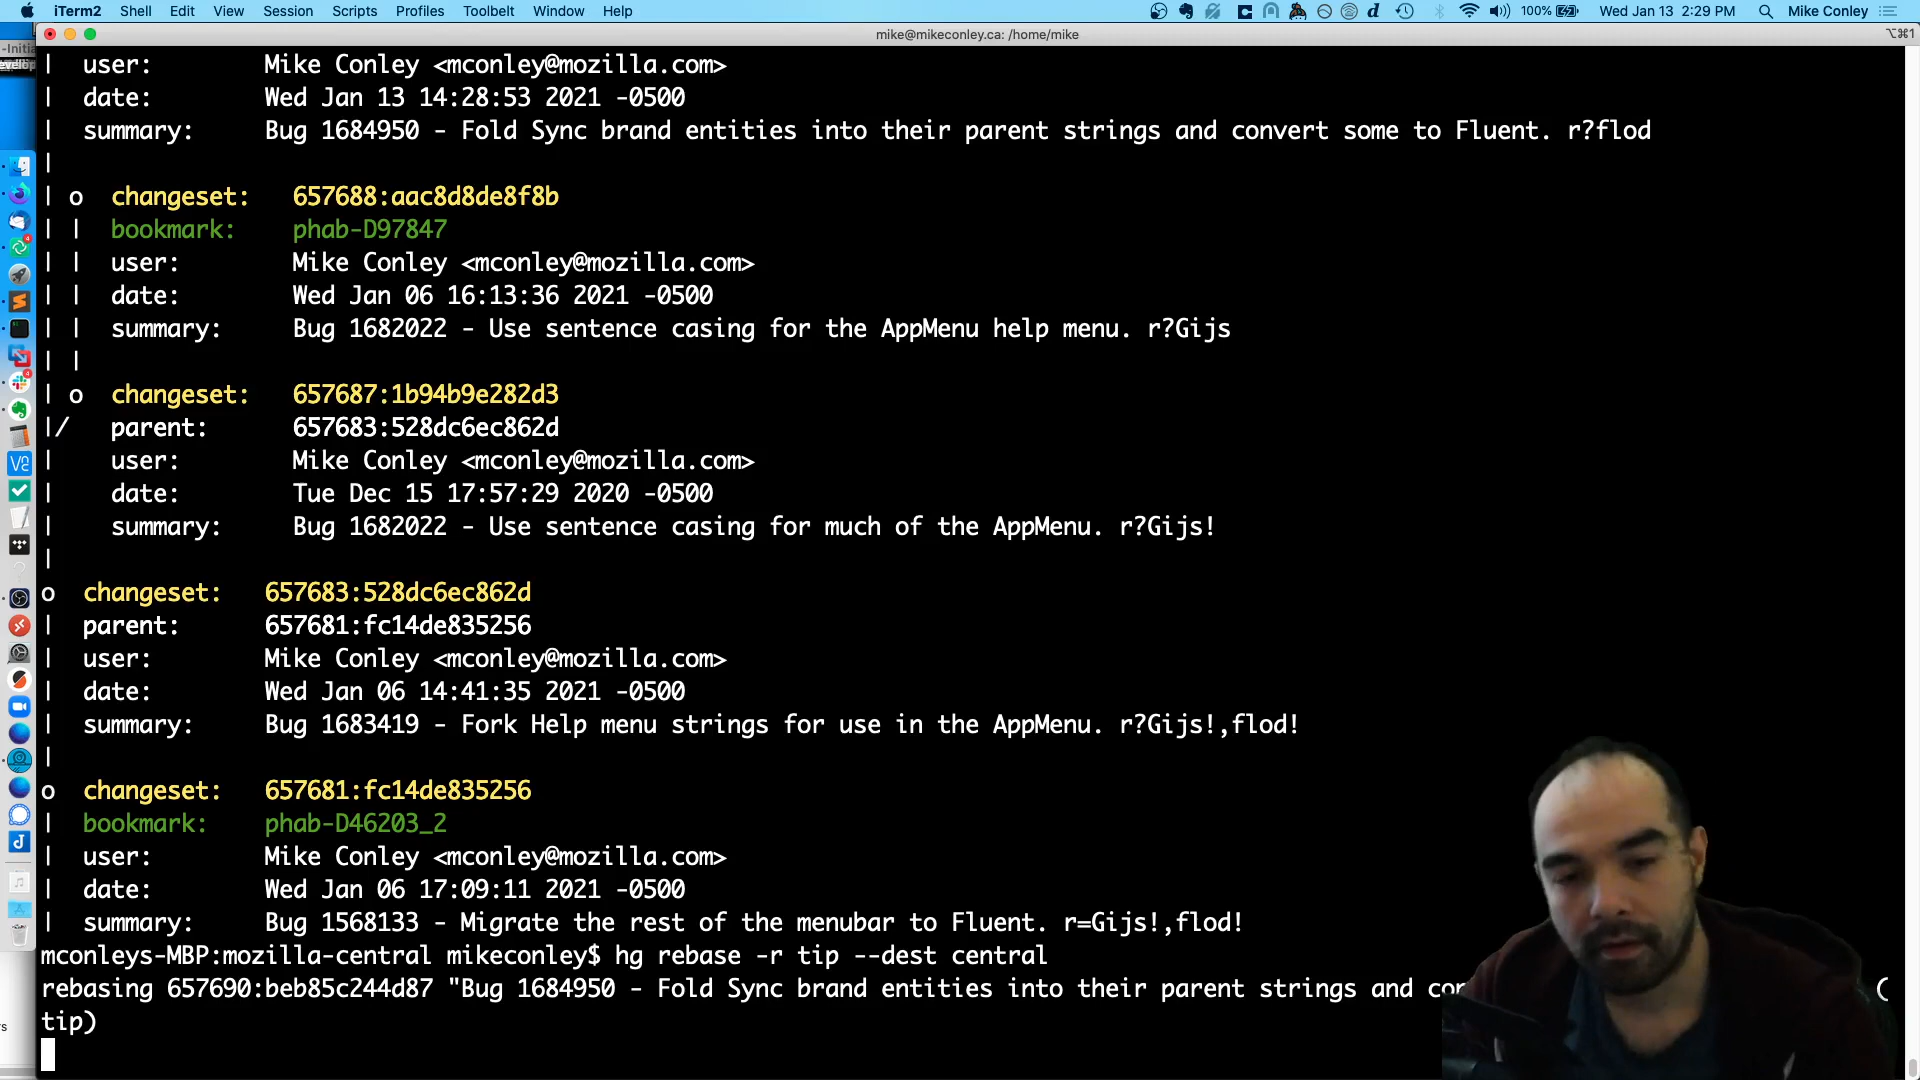 iTerm2 Shell Edit View Session Scripts Profiles Toolbelt Window Help 100% Wed Jan 13 2:29 PM Mike Conley
mike@mikeconley.ca: /home/mike ⌥⌘1
| user: Mike Conley <mconley@mozilla.com>
| date: Wed Jan 13 14:28:53 2021 -0500
| summary: Bug 1684950 - Fold Sync brand entities into their parent strings and convert some to Fluent. r?flod
|
| o changeset: 657688:aac8d8de8f8b
| | bookmark: phab-D97847
| | user: Mike Conley <mconley@mozilla.com>
| | date: Wed Jan 06 16:13:36 2021 -0500
| | summary: Bug 1682022 - Use sentence casing for the AppMenu help menu. r?Gijs
| |
| o changeset: 657687:1b94b9e282d3
|/ parent: 657683:528dc6ec862d
| user: Mike Conley <mconley@mozilla.com>
| date: Tue Dec 15 17:57:29 2020 -0500
| summary: Bug 1682022 - Use sentence casing for much of the AppMenu. r?Gijs!
|
o changeset: 657683:528dc6ec862d
| parent: 657681:fc14de835256
| user: Mike Conley <mconley@mozilla.com>
| date: Wed Jan 06 14:41:35 2021 -0500
| summary: Bug 1683419 - Fork Help menu strings for use in the AppMenu. r?Gijs!,flod!
|
o changeset: 657681:fc14de835256
| bookmark: phab-D46203_2
| user: Mike Conley <mconley@mozilla.com>
| date: Wed Jan 06 17:09:11 2021 -0500
| summary: Bug 1568133 - Migrate the rest of the menubar to Fluent. r=Gijs!,flod!
mconleys-MBP:mozilla-central mikeconley$ hg rebase -r tip --dest central
rebasing 657690:beb85c244d87 "Bug 1684950 - Fold Sync brand entities into their parent strings and (
tip)